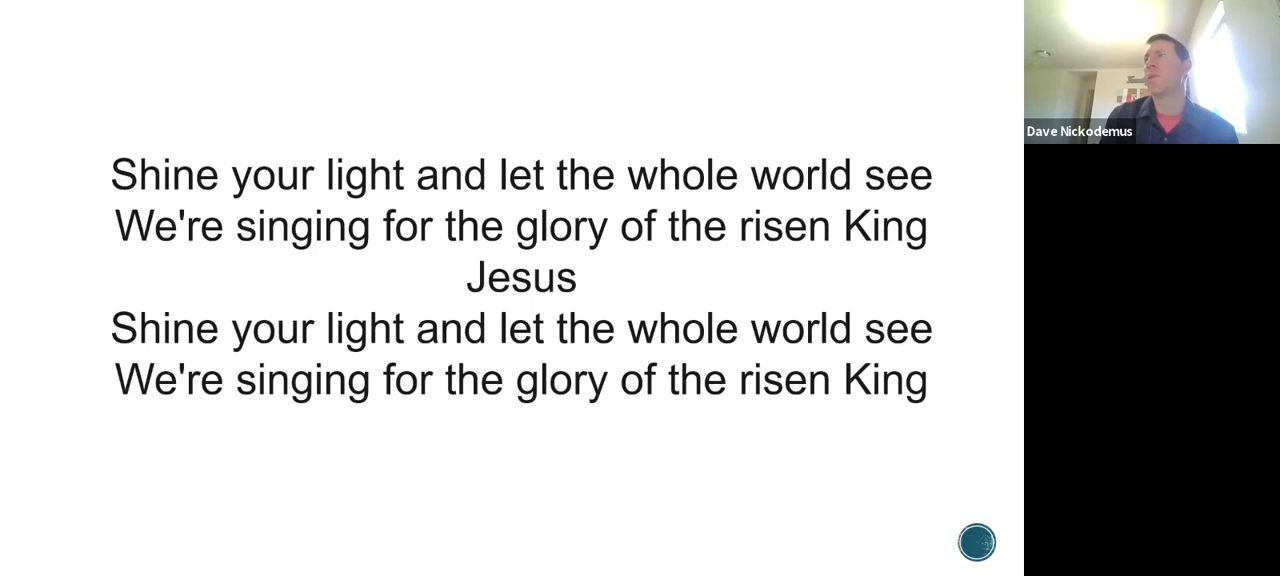 Shine your light and let the whole world see
We're singing for the glory of the risen King
Jesus
Shine your light and let the whole world see
We're singing for the glory of the risen King
Dave Nickodemus